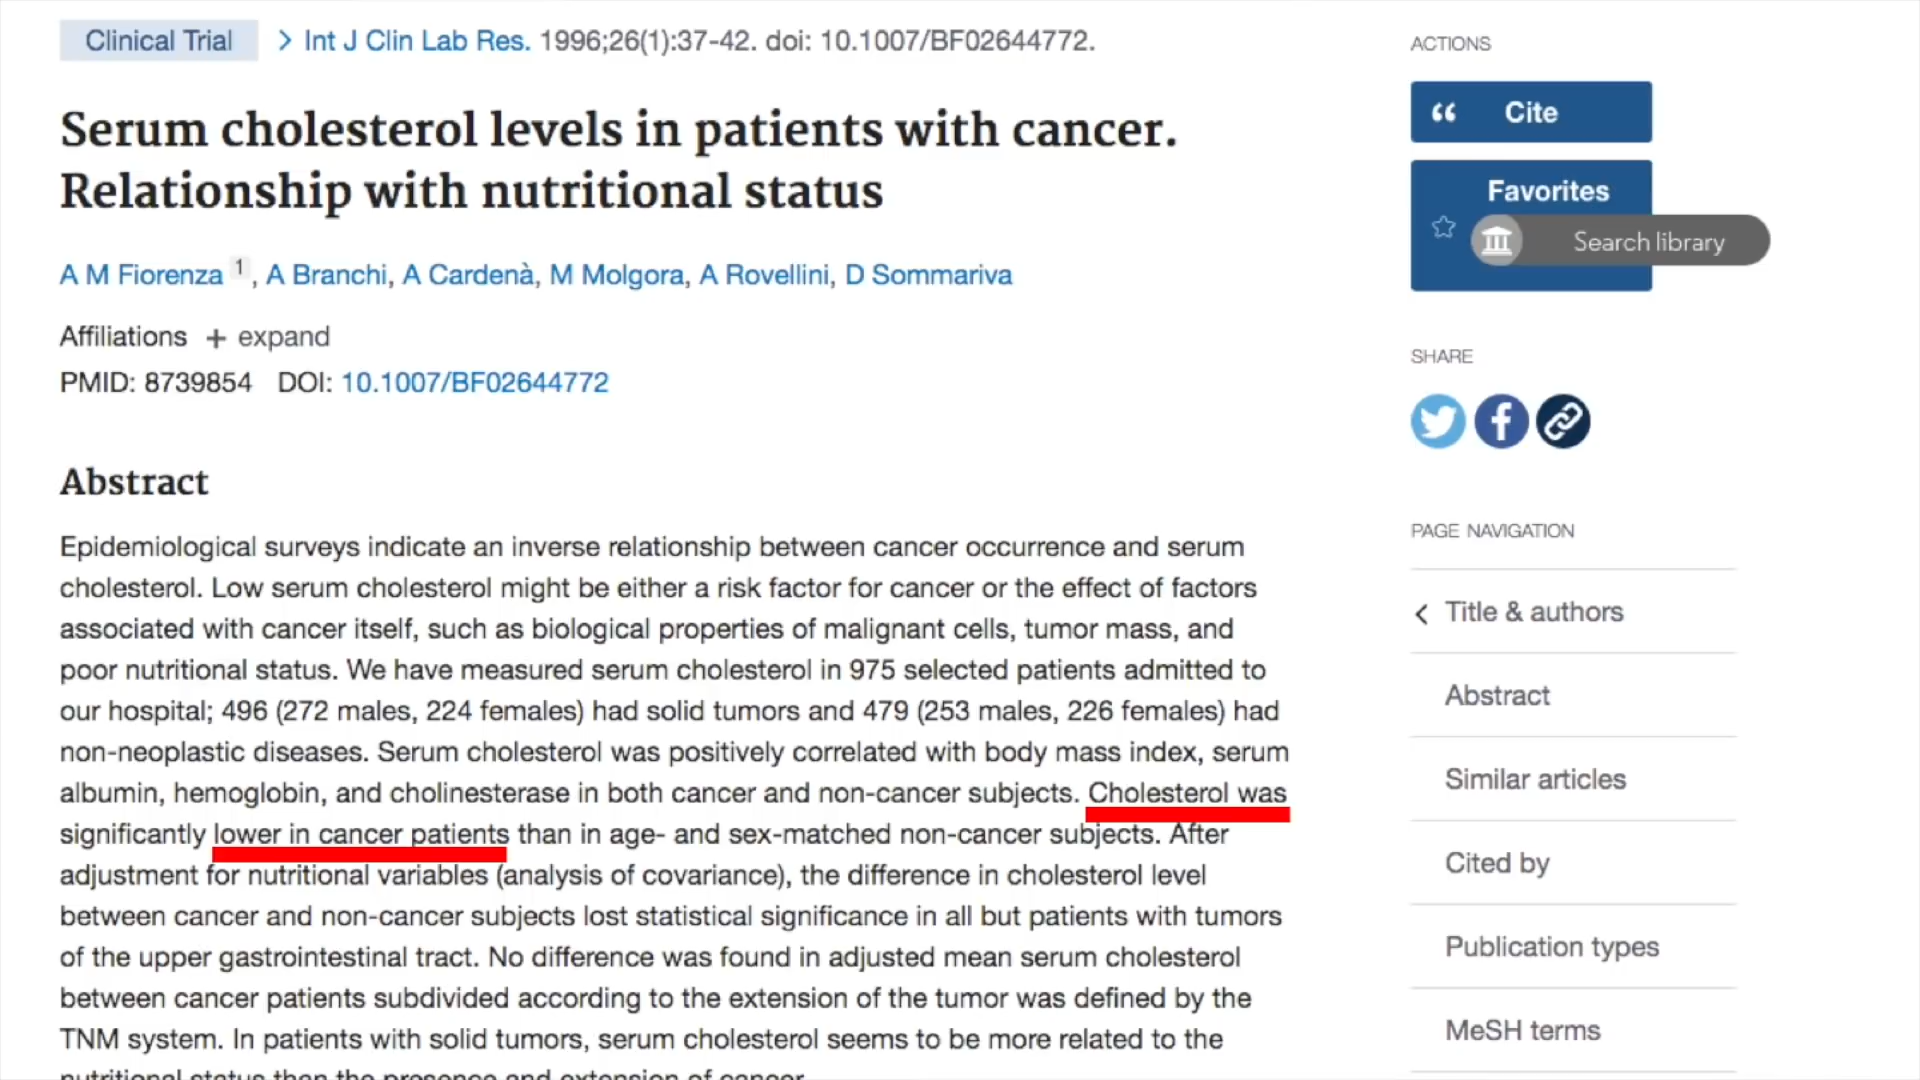 Clinical Trial > Int J Clin Lab Res. 1996;26(1):37-42. doi: 10.1007/BF02644772.
Serum cholesterol levels in patients with cancer.
Relationship with nutritional status
A M Fiorenza 1, A Branchi, A Cardenà, M Molgora, A Rovellini, D Sommariva
Affiliations + expand
PMID: 8739854 DOI: 10.1007/BF02644772
Abstract
Epidemiological surveys indicate an inverse relationship between cancer occurrence and serum
cholesterol. Low serum cholesterol might be either a risk factor for cancer or the effect of factors
associated with cancer itself, such as biological properties of malignant cells, tumor mass, and
poor nutritional status. We have measured serum cholesterol in 975 selected patients admitted to
our hospital; 496 (272 males, 224 females) had solid tumors and 479 (253 males, 226 females) had
non-neoplastic diseases. Serum cholesterol was positively correlated with body mass index, serum
albumin, hemoglobin, and cholinesterase in both cancer and non-cancer subjects. Cholesterol was
significantly lower in cancer patients than in age- and sex-matched non-cancer subjects. After
adjustment for nutritional variables (analysis of covariance), the difference in cholesterol level
between cancer and non-cancer subjects lost statistical significance in all but patients with tumors
of the upper gastrointestinal tract. No difference was found in adjusted mean serum cholesterol
between cancer patients subdivided according to the extension of the tumor was defined by the
TNM system. In patients with solid tumors, serum cholesterol seems to be more related to the
nutritional status than the presence and extension of cancer.
ACTIONS
Cite
Favorites
Search library
SHARE
PAGE NAVIGATION
Title & authors
Abstract
Similar articles
Cited by
Publication types
MeSH terms